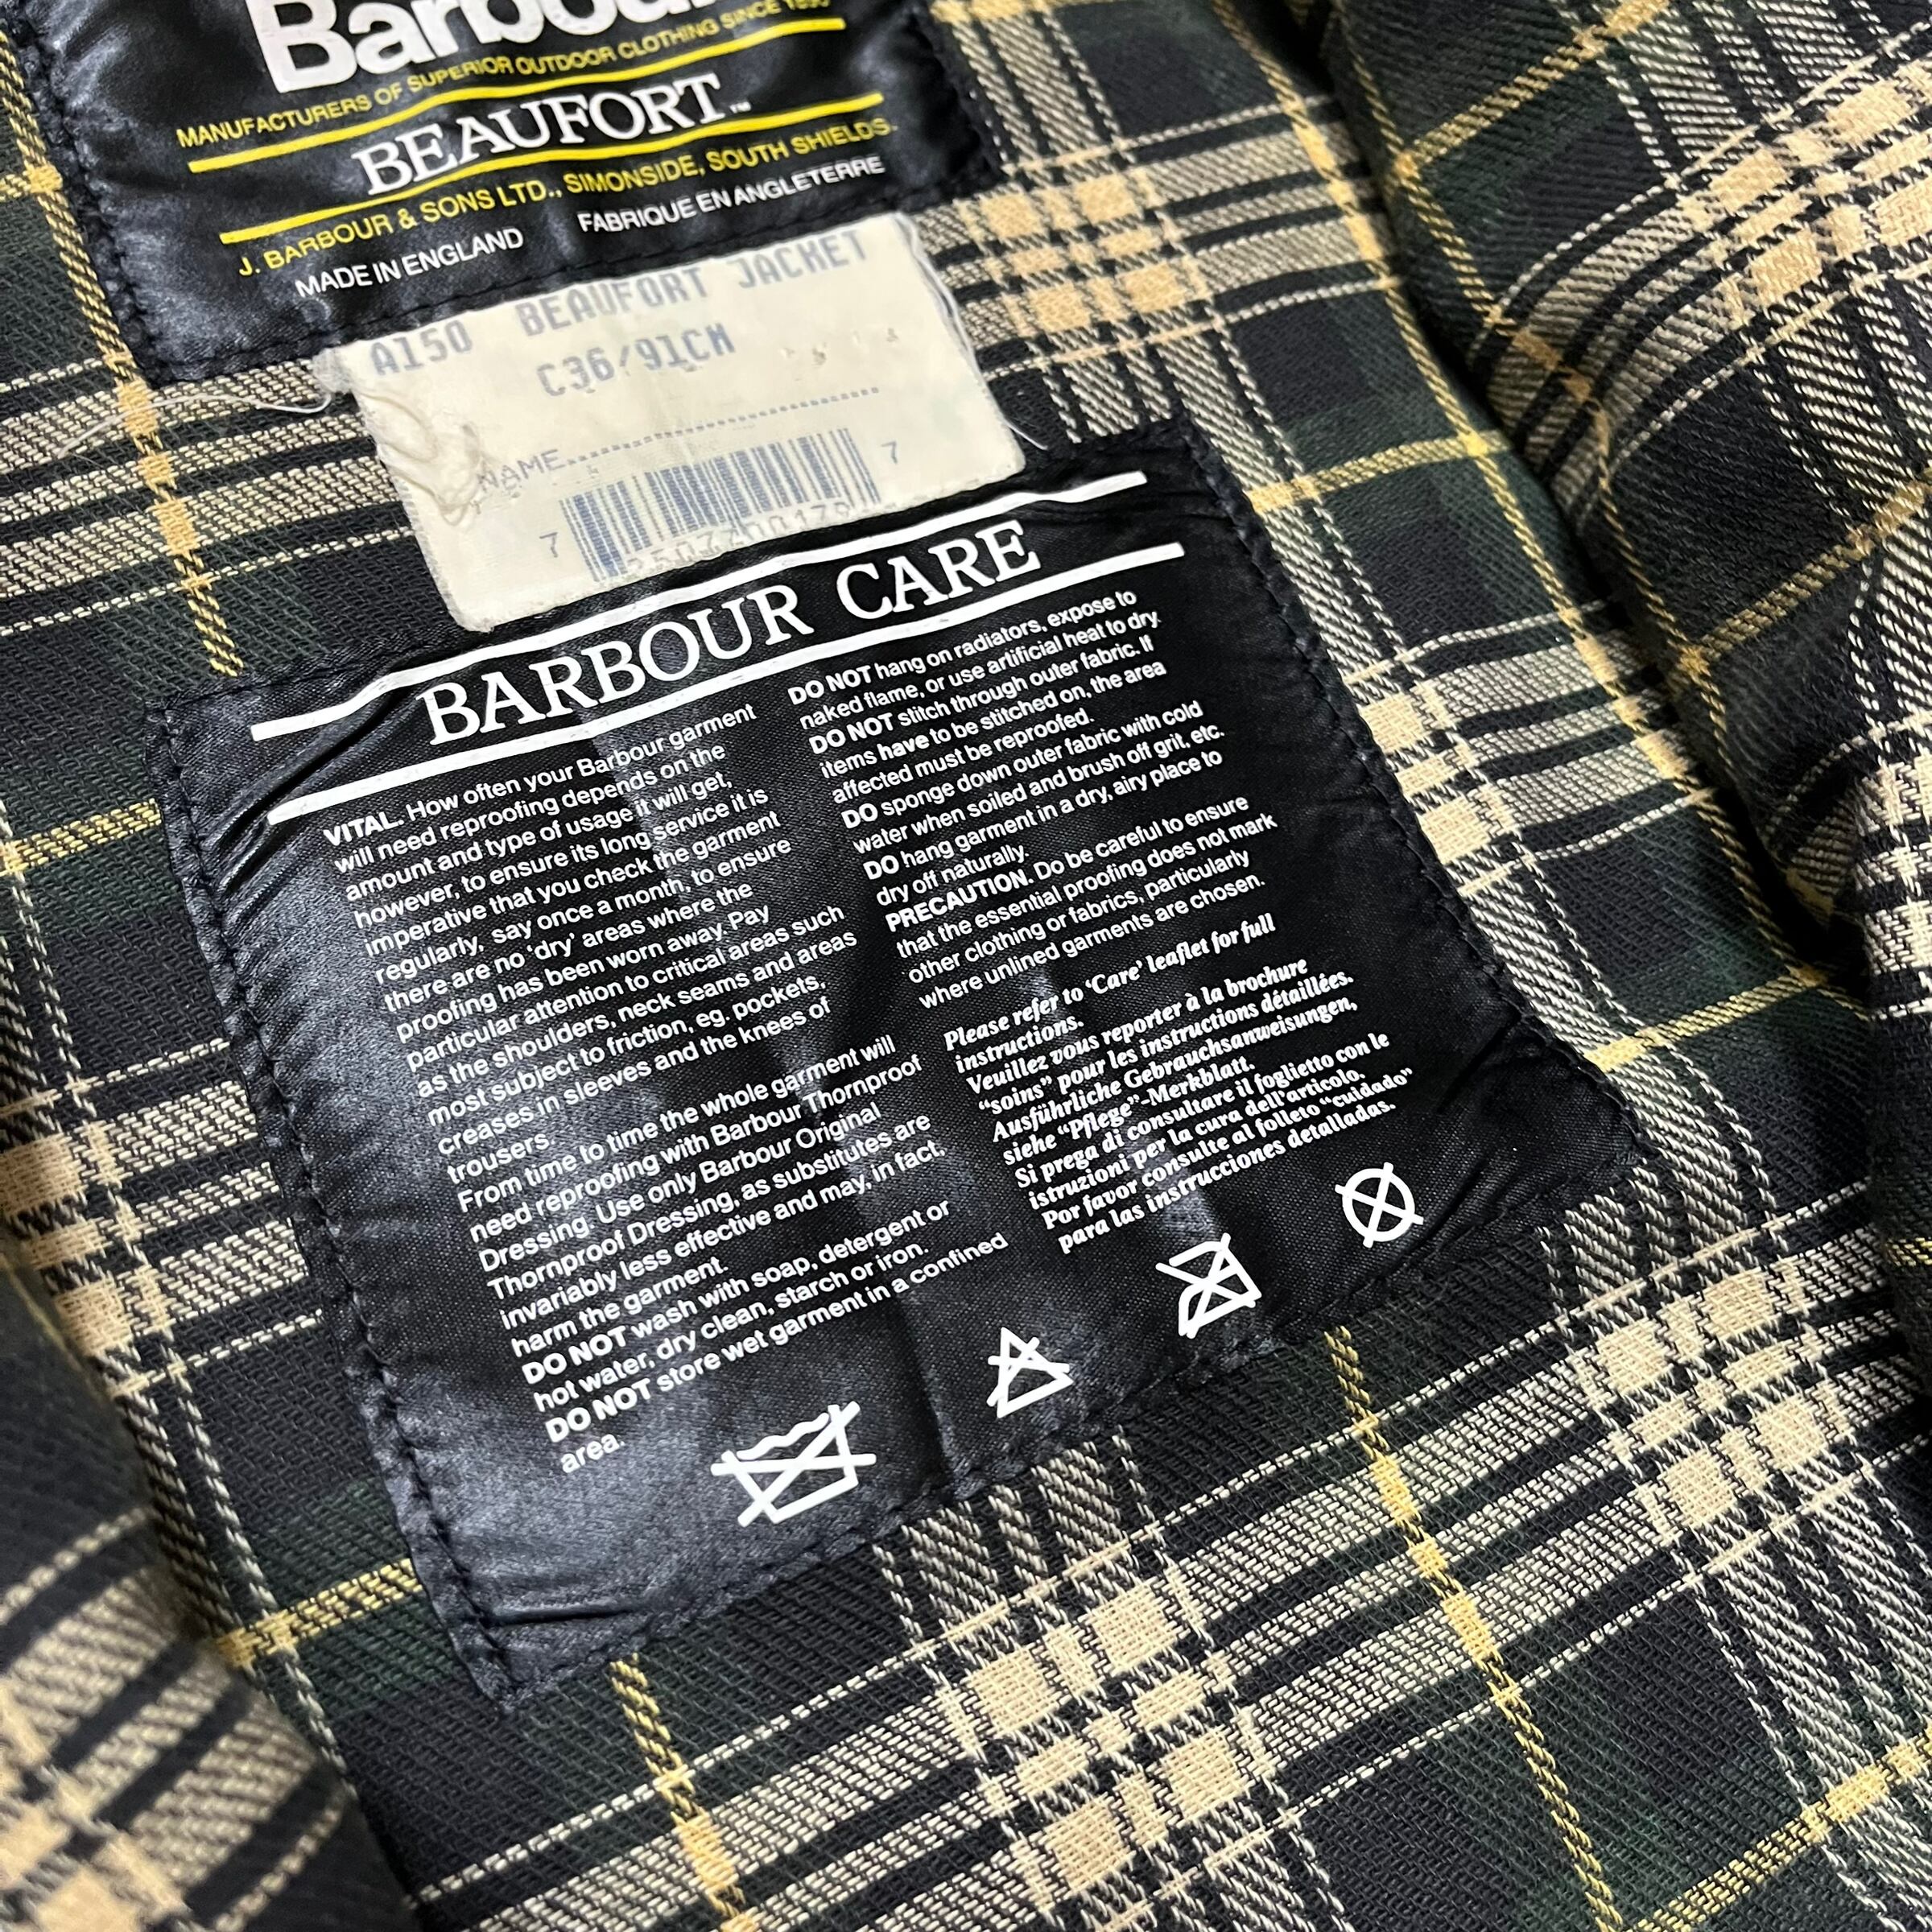 Barbour
MANUFACTURERS OF SUPERIOR OUTDOOR CLOTHING SINCE
BEAUFORT™
J. BARBOUR & SONS LTD., SIMONSIDE, SOUTH SHIELDS.
MADE IN ENGLAND FABRIQUE EN ANGLETERRE
A150 BEAUFORT JACKET
C36/91CM
NAME
7 7
BARBOUR CARE
VITAL. How often your Barbour garment
will need reproofing depends on the
amount and type of usage it will get,
however, to ensure its long service it is
imperative that you check the garment
regularly, say once a month, to ensure
there are no ‘dry’ areas where the
proofing has been worn away. Pay
particular attention to critical areas such
as the shoulders, neck seams and areas
most subject to friction, eg. pockets,
creases in sleeves and the knees of
trousers.
From time to time the whole garment will
need reproofing with Barbour Thornproof
Dressing. Use only Barbour Original
Thornproof Dressing, as substitutes are
invariably less effective and may, in fact,
harm the garment.
DO NOT wash with soap, detergent or
hot water, dry clean, starch or iron.
DO NOT store wet garment in a confined
area.
DO NOT hang on radiators, expose to
naked flame, or use artificial heat to dry.
DO NOT stitch through outer fabric. If
items have to be stitched on, the area
affected must be reproofed.
DO sponge down outer fabric with cold
water when soiled and brush off grit, etc.
DO hang garment in a dry, airy place to
dry off naturally.
PRECAUTION. Do be careful to ensure
that the essential proofing does not mark
other clothing or fabrics, particularly
where unlined garments are chosen.
Please refer to ‘Care’ leaflet for full
instructions.
Veuillez vous reporter à la brochure
“soins” pour les instructions détaillées.
Ausführliche Gebrauchsanweisungen,
siehe “Pflege”-Merkblatt.
Si prega di consultare il foglietto con le
istruzioni per la cura dell'articolo.
Por favor consulte al folleto “cuidado”
para las instrucciones detalladas.